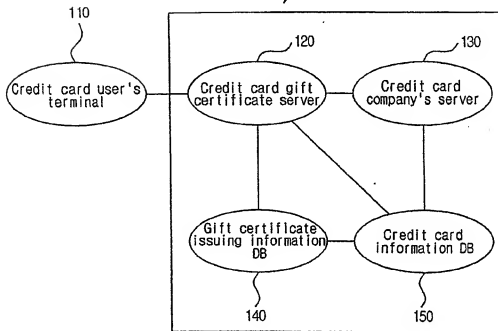 110
120
130
Credit card user's
terminal
Credit card gift
certificate server
Credit card
company's server
Gift certificate
issuing information
DB
Credit card
information DB
140
150